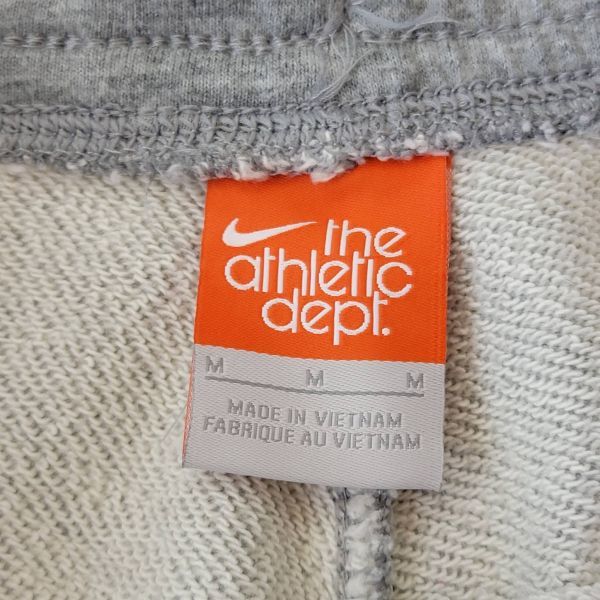 the
athletic
dept.
M M M
MADE IN VIETNAM
FABRIQUE AU VIETNAM